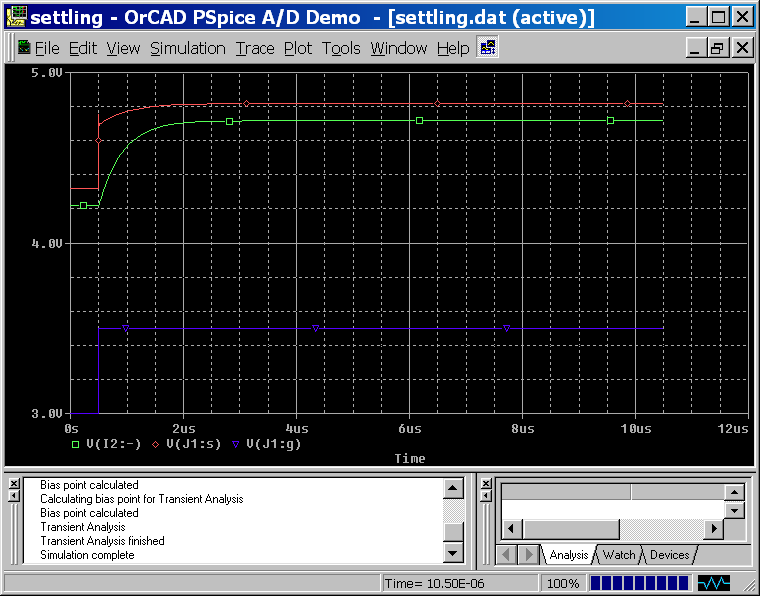 settling - OrCAD PSpice A/D Demo - [settling.dat (active)]
File Edit View Simulation Trace Plot Tools Window Help
5.0V
4.0V
3.0V
0s 2us 4us 6us 8us 10us 12us
V(I2:-) V(J1:s) V(J1:g)
Time
Bias point calculated
Calculating bias point for Transient Analysis
Bias point calculated
Transient Analysis
Transient Analysis finished
Simulation complete
Analysis Watch Devices
Time= 10.50E-06 100%